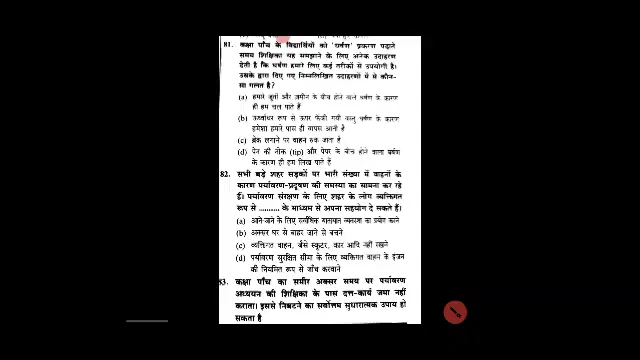 81. कक्षा पाँच के विद्यार्थियों को 'घर्षण' प्रकरण पढ़ाते
समय शिक्षिका यह समझाने के लिए अनेक उदाहरण
देती है कि घर्षण हमारे लिए कई तरीकों से उपयोगी है।
उसके द्वारा दिए गए निम्नलिखित उदाहरणों में से कौन-
सा गलत है?
(a) हमारे जूतों और ज़मीन के बीच होने वाले घर्षण के कारण
ही हम चल पाते हैं
(b) ऊर्ध्वाधर रूप से ऊपर फेंकी गयी वस्तु घर्षण के कारण
हमेशा हमारे पास ही वापस आती है
(c) ब्रेक लगाने पर वाहन रुक जाता है
(d) पेन की नोक (tip) और पेपर के बीच होने वाला घर्षण
के कारण ही हम लिख पाते हैं
82. सभी बड़े शहर सड़कों पर भारी संख्या में वाहनों के
कारण पर्यावरण-प्रदूषण की समस्या का सामना कर रहे
हैं। पर्यावरण संरक्षण के लिए शहर के लोग व्यक्तिगत
रूप से .......... के माध्यम से अपना सहयोग दे सकते हैं।
(a) आने-जाने के लिए सर्वाधिक यातायात व्यवस्था का प्रयोग करने
(b) अक्सर घर से बाहर जाने से बचने
(c) व्यक्तिगत वाहन, जैसे स्कूटर, कार आदि नहीं रखने
(d) पर्यावरण सुरक्षित सीमा के लिए व्यक्तिगत वाहन के इंजन
की नियमित रूप से जाँच करवाने
83. कक्षा पाँच का समीर अक्सर समय पर पर्यावरण
अध्ययन की शिक्षिका के पास दत्त-कार्य जमा नहीं
कराता। इससे निबटने का सर्वोत्तम सुधारात्मक उपाय हो
सकता है